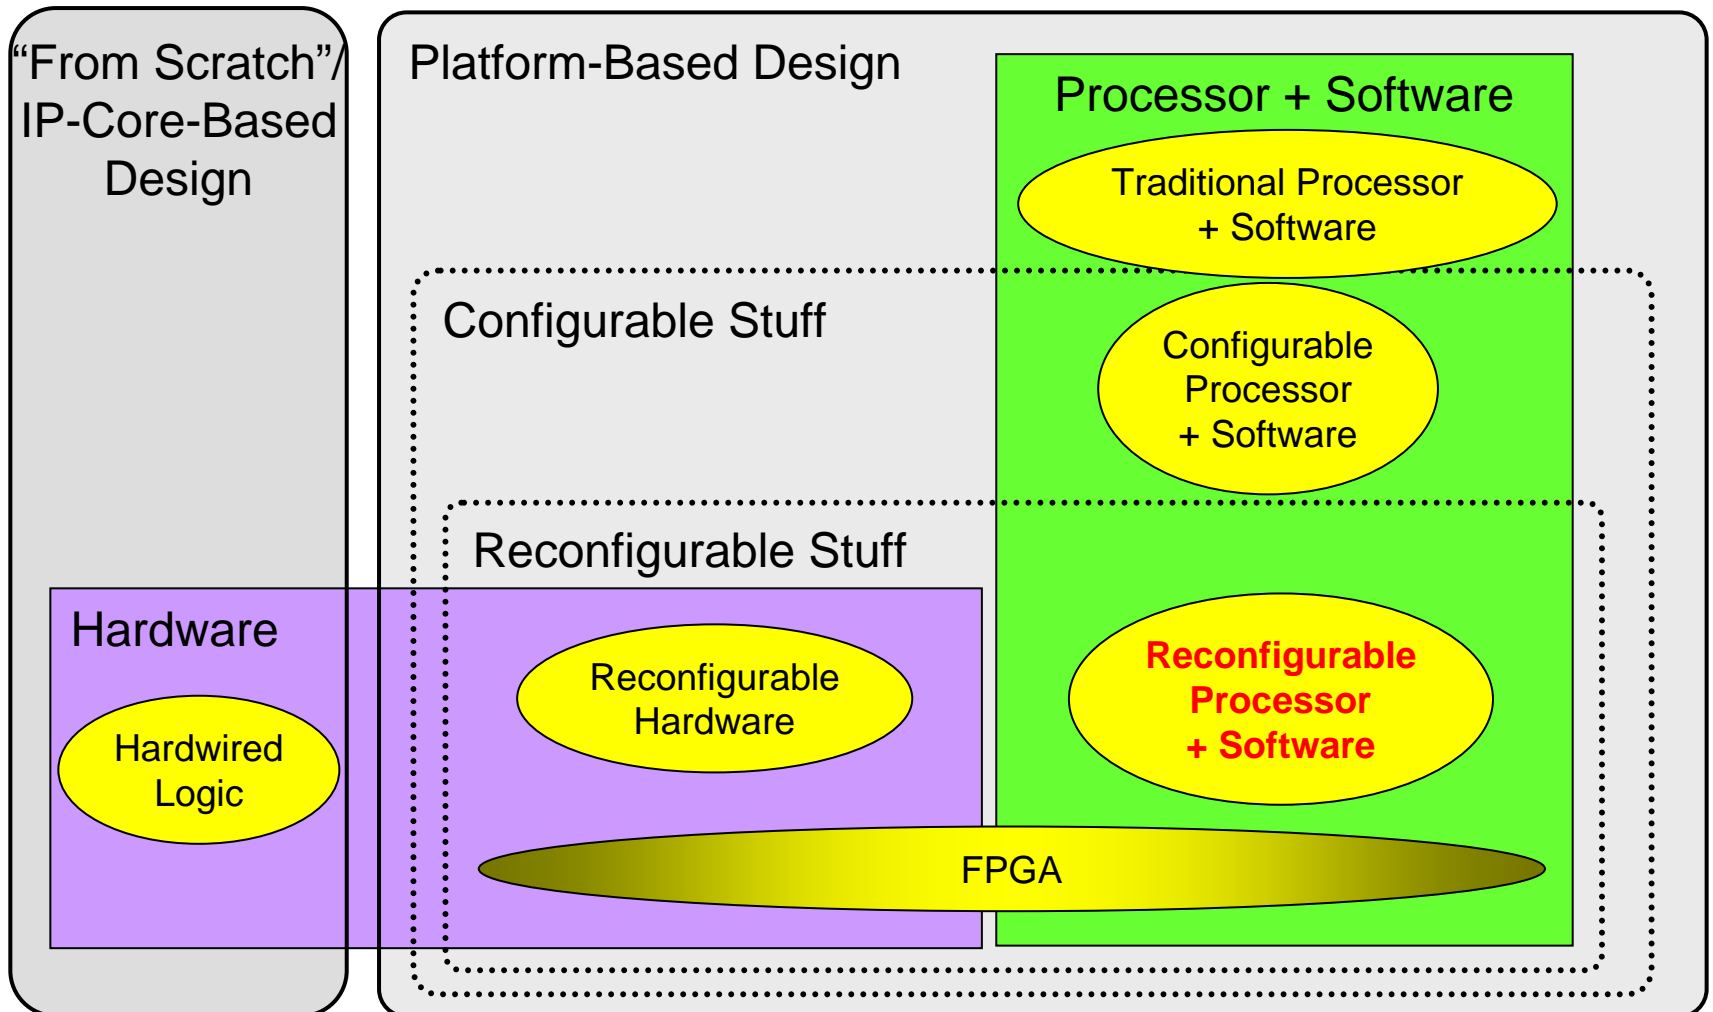 “From Scratch”/
IP-Core-Based
Design
Platform-Based Design
Processor + Software
Traditional Processor
+ Software
Configurable Stuff
Configurable
Processor
+ Software
Reconfigurable Stuff
Hardware
Hardwired
Logic
Reconfigurable
Hardware
Reconfigurable
Processor
+ Software
FPGA